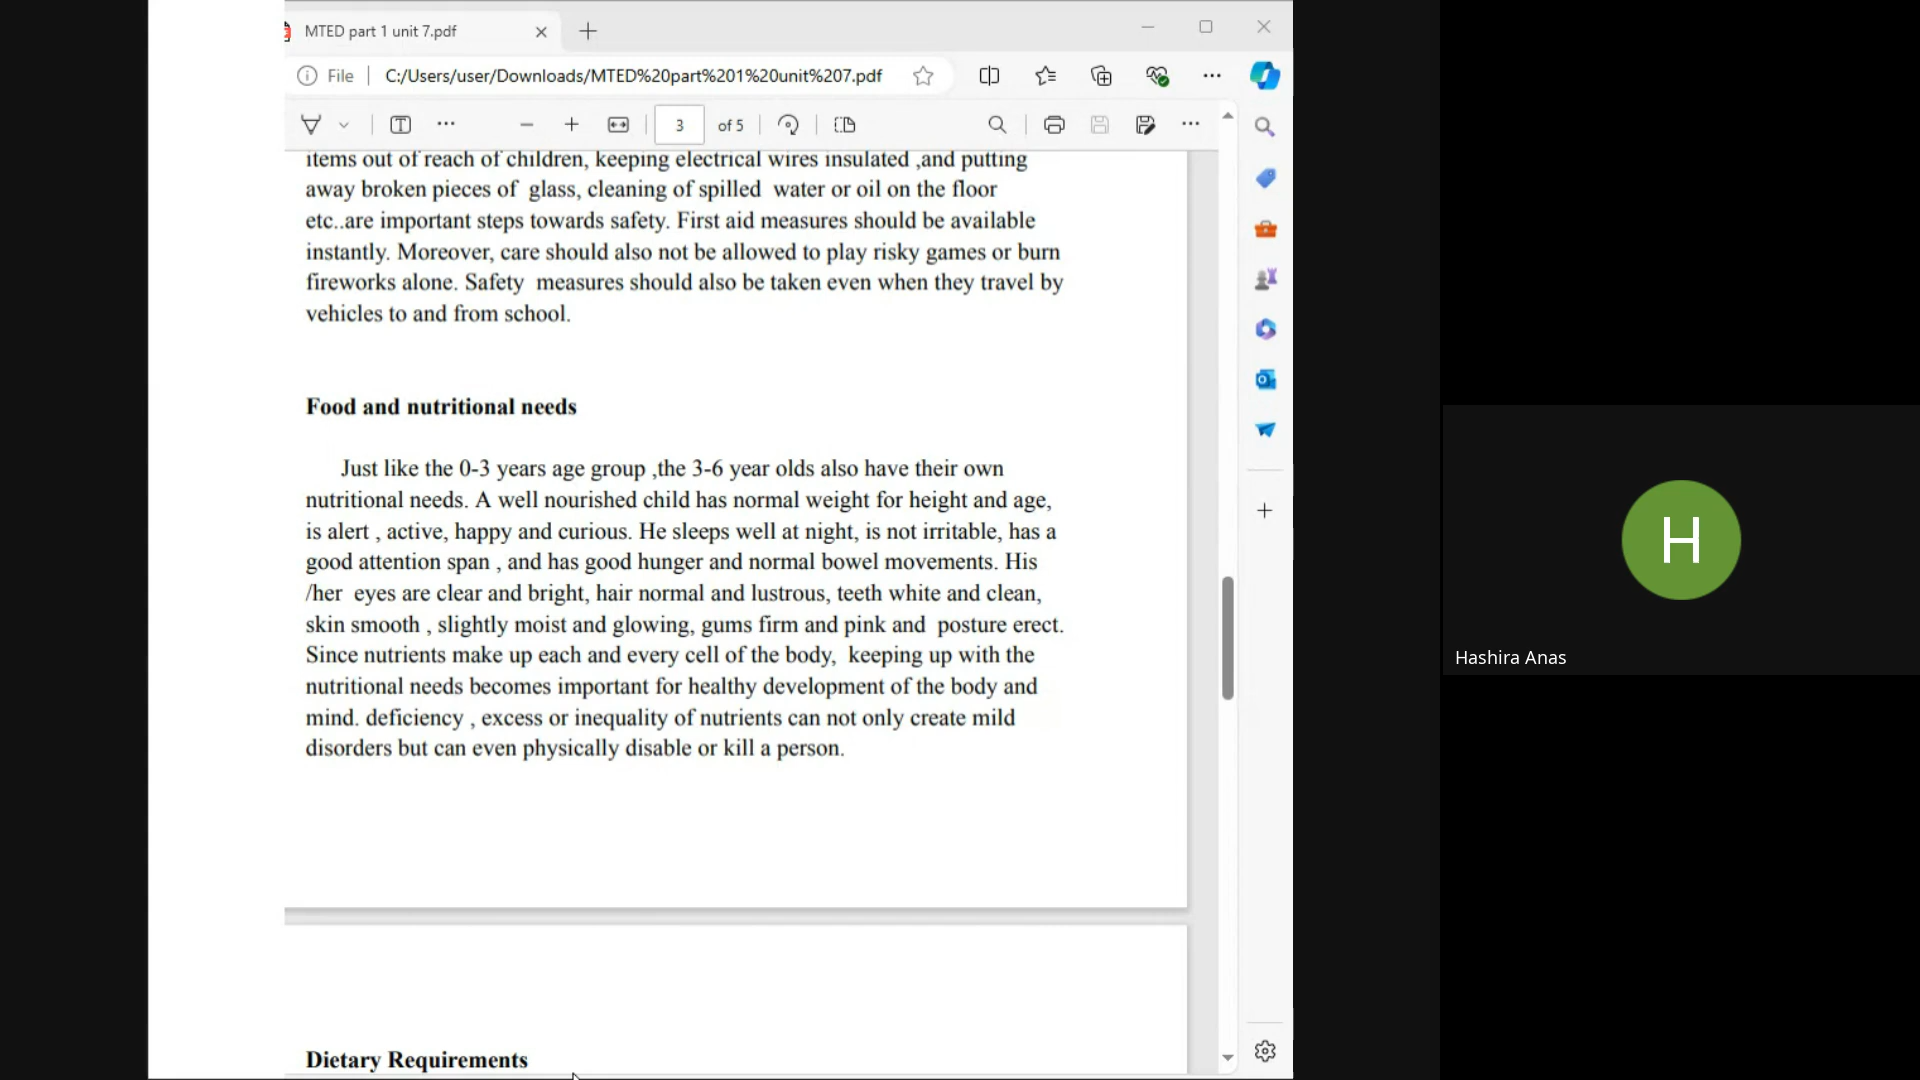 MTED part 1 unit 7.pdf
File
C:/Users/user/Downloads/MTED%20part%201%20unit%207.pdf
3 of 5
items out of reach of children, keeping electrical wires insulated ,and putting
away broken pieces of  glass, cleaning of spilled  water or oil on the floor
etc..are important steps towards safety. First aid measures should be available
instantly. Moreover, care should also not be allowed to play risky games or burn
fireworks alone. Safety  measures should also be taken even when they travel by
vehicles to and from school.
Food and nutritional needs
Just like the 0-3 years age group ,the 3-6 year olds also have their own
nutritional needs. A well nourished child has normal weight for height and age,
is alert , active, happy and curious. He sleeps well at night, is not irritable, has a
good attention span , and has good hunger and normal bowel movements. His
/her  eyes are clear and bright, hair normal and lustrous, teeth white and clean,
skin smooth , slightly moist and glowing, gums firm and pink and  posture erect.
Since nutrients make up each and every cell of the body,  keeping up with the
nutritional needs becomes important for healthy development of the body and
mind. deficiency , excess or inequality of nutrients can not only create mild
disorders but can even physically disable or kill a person.
Dietary Requirements
H
Hashira Anas